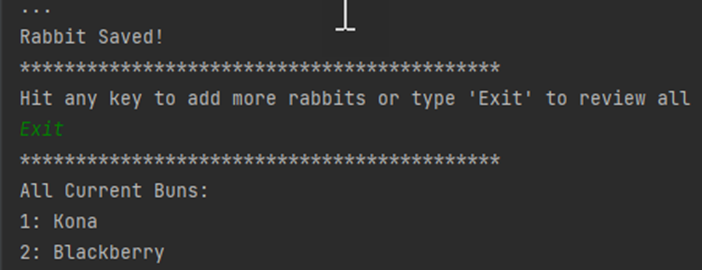 ...
Rabbit Saved!
*******************************************
Hit any key to add more rabbits or type 'Exit' to review all
Exit
*******************************************
All Current Buns:
1: Kona
2: Blackberry